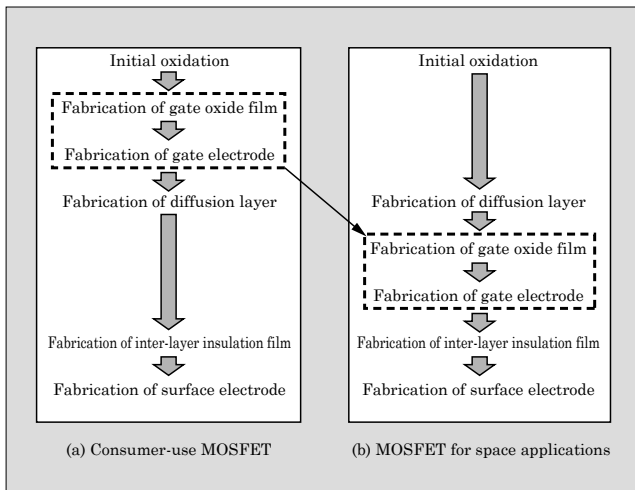 Initial oxidation
Fabrication of gate oxide film
Fabrication of gate electrode
Fabrication of diffusion layer
Fabrication of inter-layer insulation film
Fabrication of surface electrode
(a) Consumer-use MOSFET
Initial oxidation
Fabrication of diffusion layer
Fabrication of gate oxide film
Fabrication of gate electrode
Fabrication of inter-layer insulation film
Fabrication of surface electrode
(b) MOSFET for space applications